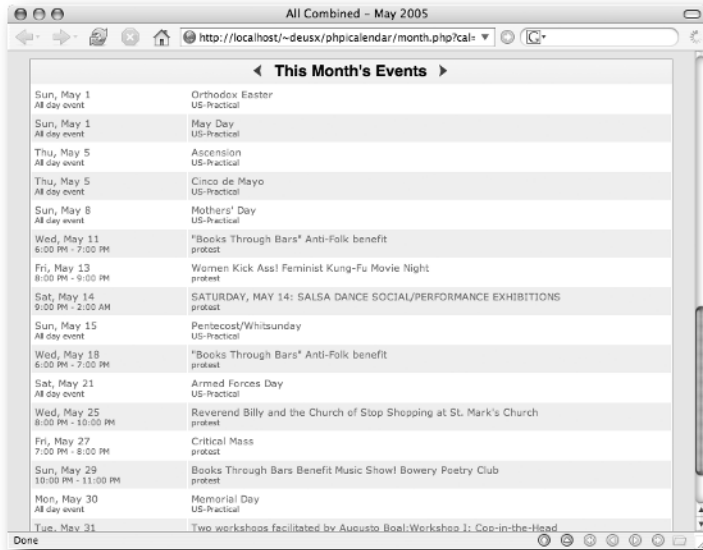 All Combined – May 2005
http://localhost/~deusx/phpicalendar/month.php?cal=
This Month's Events
Sun, May 1 Orthodox Easter
All day event US-Practical
Sun, May 1 May Day
All day event US-Practical
Thu, May 5 Ascension
All day event US-Practical
Thu, May 5 Cinco de Mayo
All day event US-Practical
Sun, May 8 Mothers' Day
All day event US-Practical
Wed, May 11 "Books Through Bars" Anti-Folk benefit
6:00 PM - 7:00 PM protest
Fri, May 13 Women Kick Ass! Feminist Kung-Fu Movie Night
8:00 PM - 9:00 PM protest
Sat, May 14 SATURDAY, MAY 14: SALSA DANCE SOCIAL/PERFORMANCE EXHIBITIONS
9:00 PM - 2:00 AM protest
Sun, May 15 Pentecost/Whitsunday
All day event US-Practical
Wed, May 18 "Books Through Bars" Anti-Folk benefit
6:00 PM - 7:00 PM protest
Sat, May 21 Armed Forces Day
All day event US-Practical
Wed, May 25 Reverend Billy and the Church of Stop Shopping at St. Mark's Church
8:00 PM - 10:00 PM protest
Fri, May 27 Critical Mass
7:00 PM - 8:00 PM protest
Sun, May 29 Books Through Bars Benefit Music Show! Bowery Poetry Club
10:00 PM - 11:00 PM protest
Mon, May 30 Memorial Day
All day event US-Practical
Tue, May 31 Two workshops facilitated by Augusto Boal:Workshop I: Cop-in-the-Head
Done